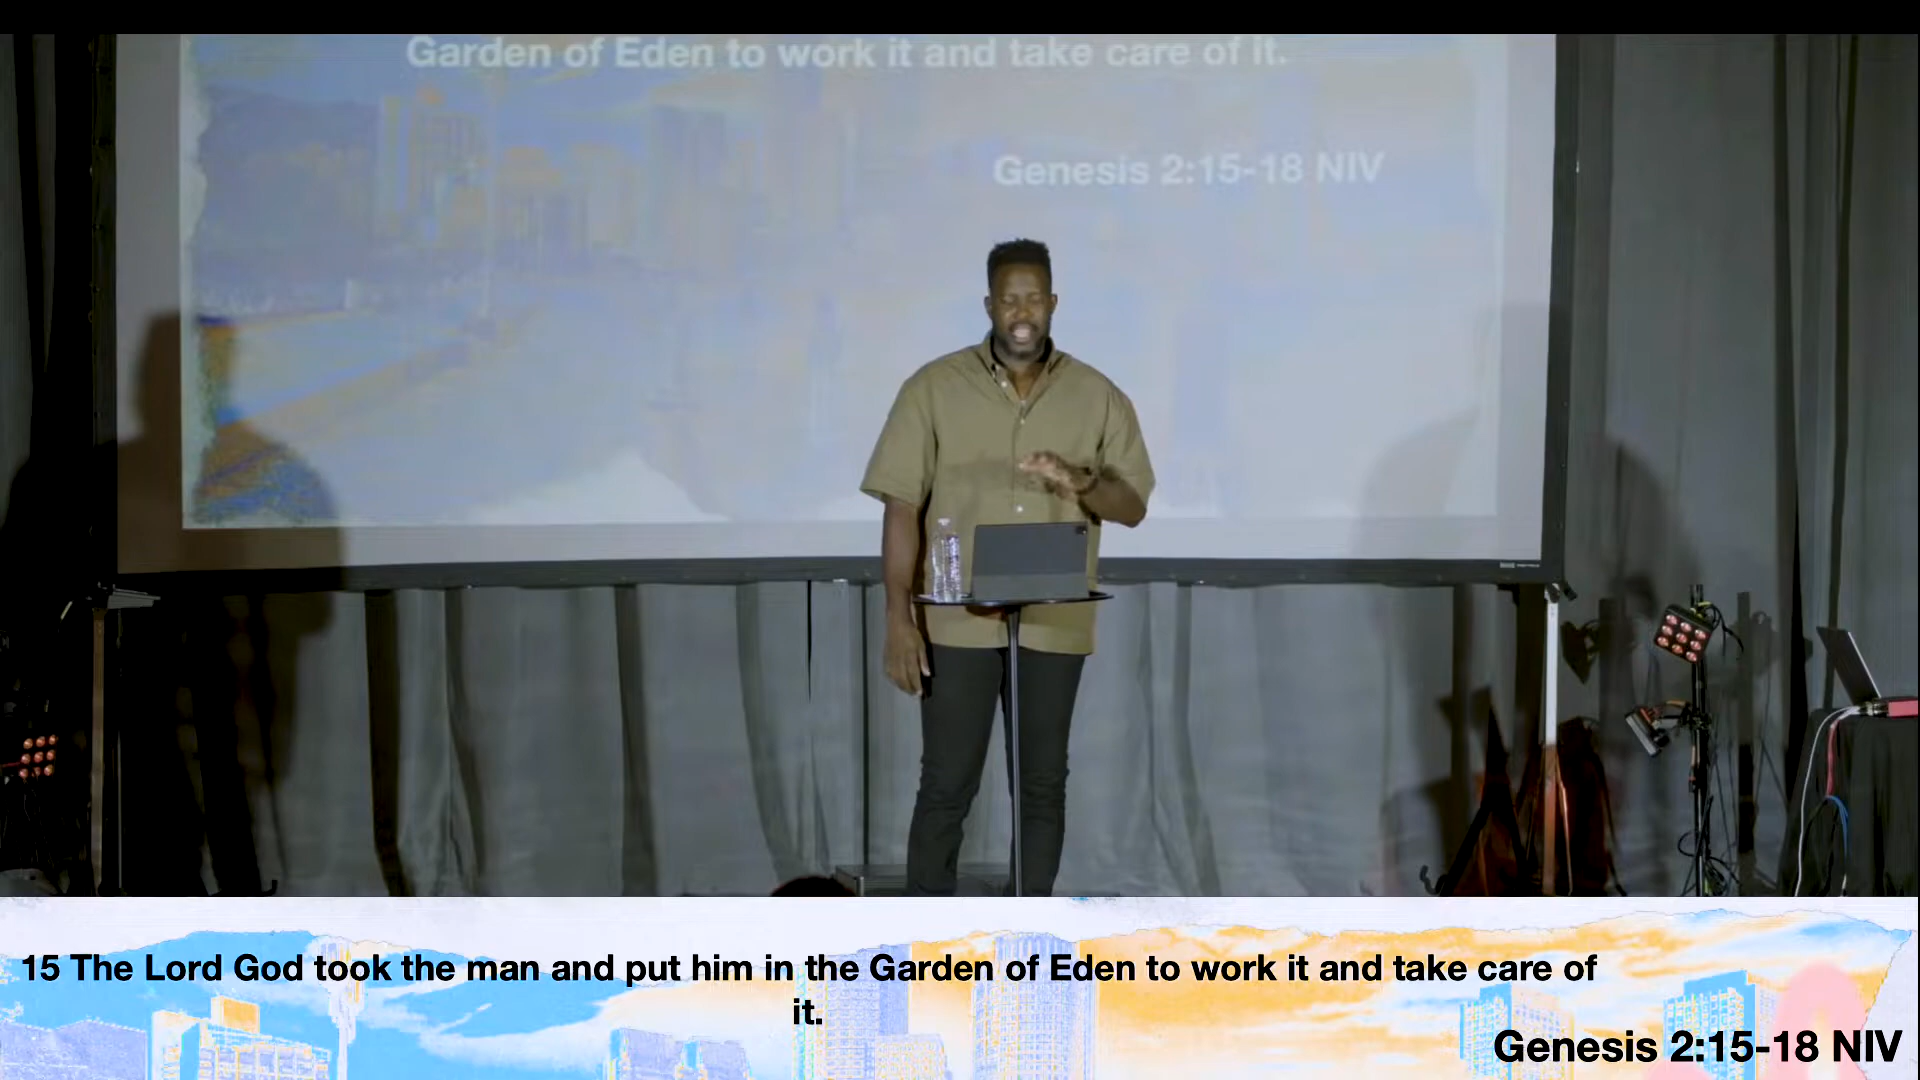 Garden of Eden to work it and take care of it.
Genesis 2:15-18 NIV
15 The Lord God took the man and put him in the Garden of Eden to work it and take care of
it.
Genesis 2:15-18 NIV